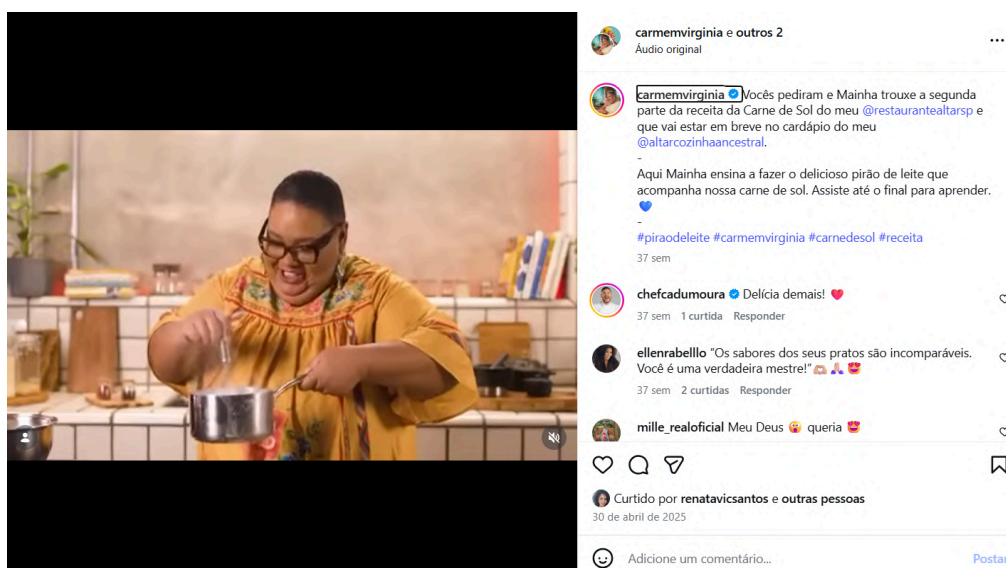 carmemvirginia e outros 2
Áudio original
carmemvirginia Vocês pediram e Mainha trouxe a segunda
parte da receita da Carne de Sol do meu @restaurantealtarsp e
que vai estar em breve no cardápio do meu
@altarcozinhaancestral.
-
Aqui Mainha ensina a fazer o delicioso pirão de leite que
acompanha nossa carne de sol. Assiste até o final para aprender.
💙
-
#piraodeleite #carmemvirginia #carnedesol #receita
37 sem
chefcadumoura Delícia demais! ❤️
37 sem 1 curtida Responder
ellenrabelllo “Os sabores dos seus pratos são incomparáveis.
Você é uma verdadeira mestre!”🫶🏼🙏🏼😍
37 sem 2 curtidas Responder
mille_realoficial Meu Deus 😱 queria 😍
Curtido por renatavicsantos e outras pessoas
30 de abril de 2025
Adicione um comentário...
Postar